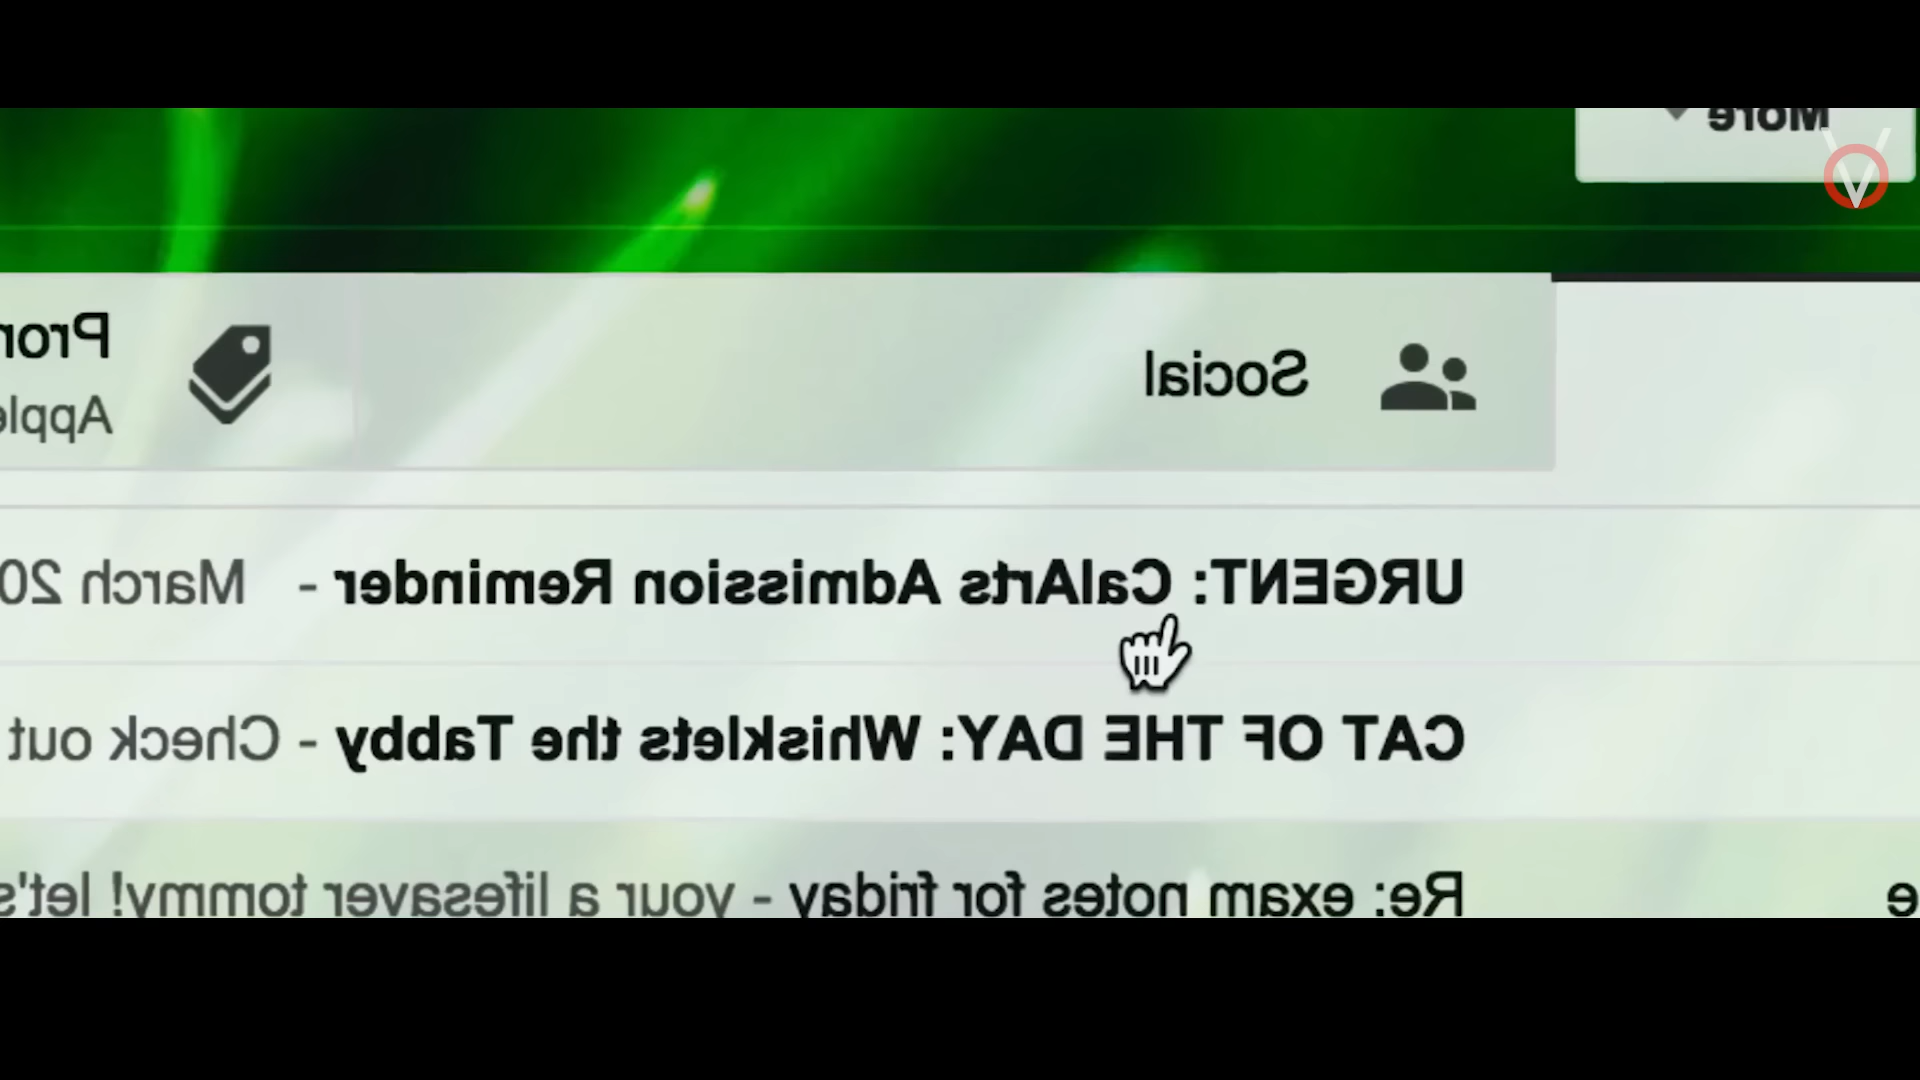 More
Social
Pror
Apple
URGENT: CalArts Admission Reminder - March 20
CAT OF THE DAY: Whisklets the Tabby - Check out
e Re: exam notes for friday - your a lifesaver tommy! let's